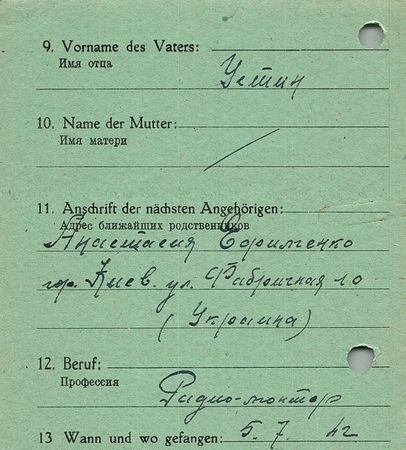 9. Vorname des Vaters:
Имя отца
Устин
10. Name der Mutter:
Имя матери
/
11. Anschrift der nächsten Angehörigen:
Адрес ближайших родственников
Анастасия
гор. Киев. ул. Фабричная 10
(Украина)
12. Beruf:
Профессия
Радио-монтор
13 Wann und wo gefangen: 5. 7. 42